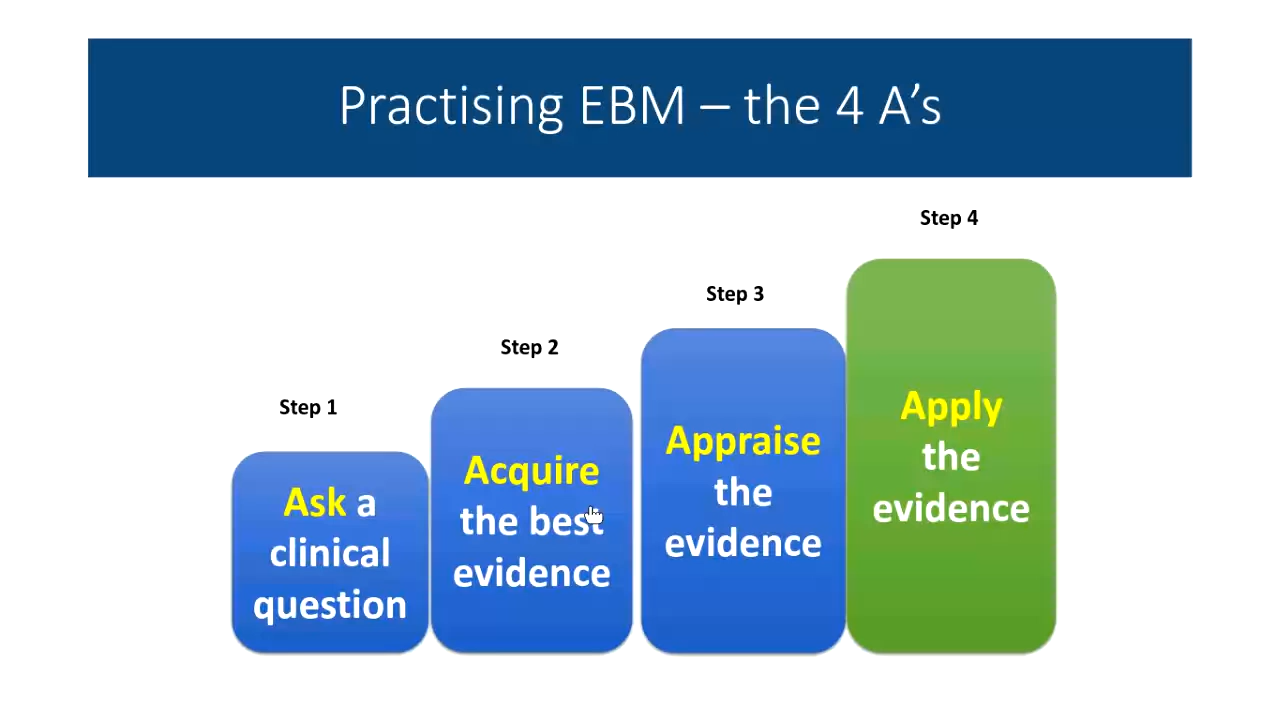 Practising EBM – the 4 A's
Step 1
Ask a
clinical
question
Step 2
Acquire
the best
evidence
Step 3
Appraise
the
evidence
Step 4
Apply
the
evidence